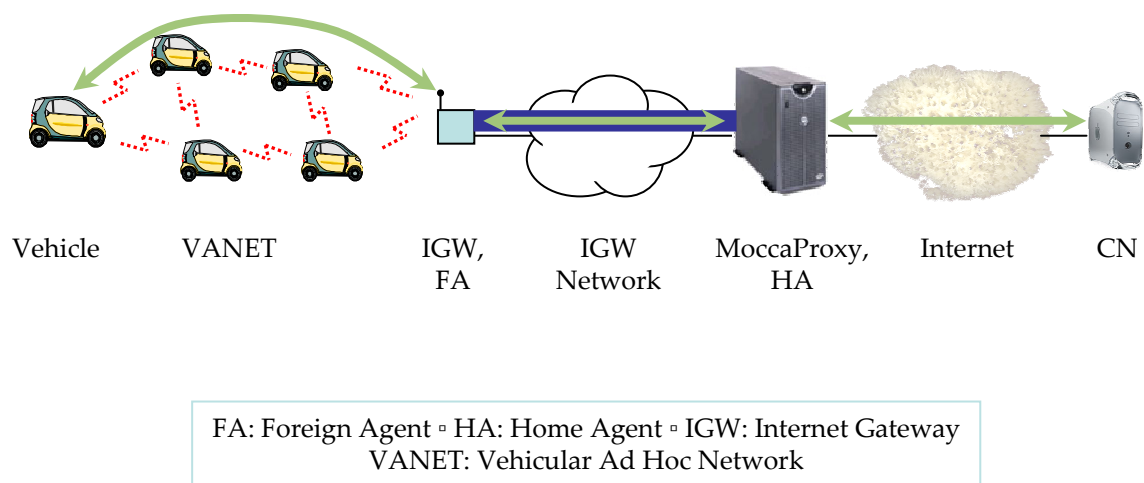 Vehicle VANET IGW, FA IGW Network MoccaProxy, HA Internet CN
FA: Foreign Agent ▫ HA: Home Agent ▫ IGW: Internet Gateway
VANET: Vehicular Ad Hoc Network